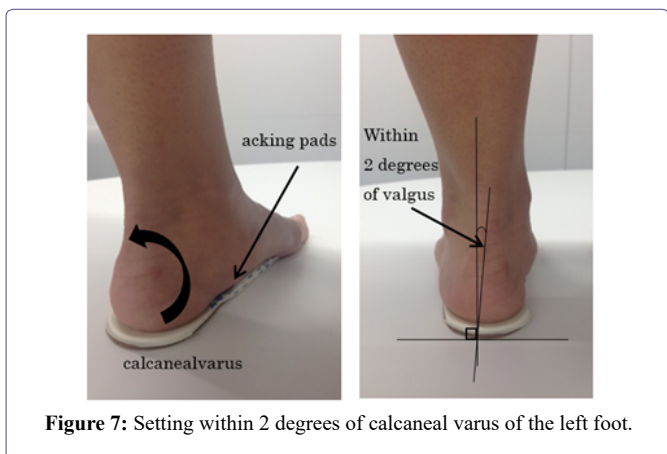 acking pads
calcanealvarus
Within
2 degrees
of valgus
Figure 7: Setting within 2 degrees of calcaneal varus of the left foot.